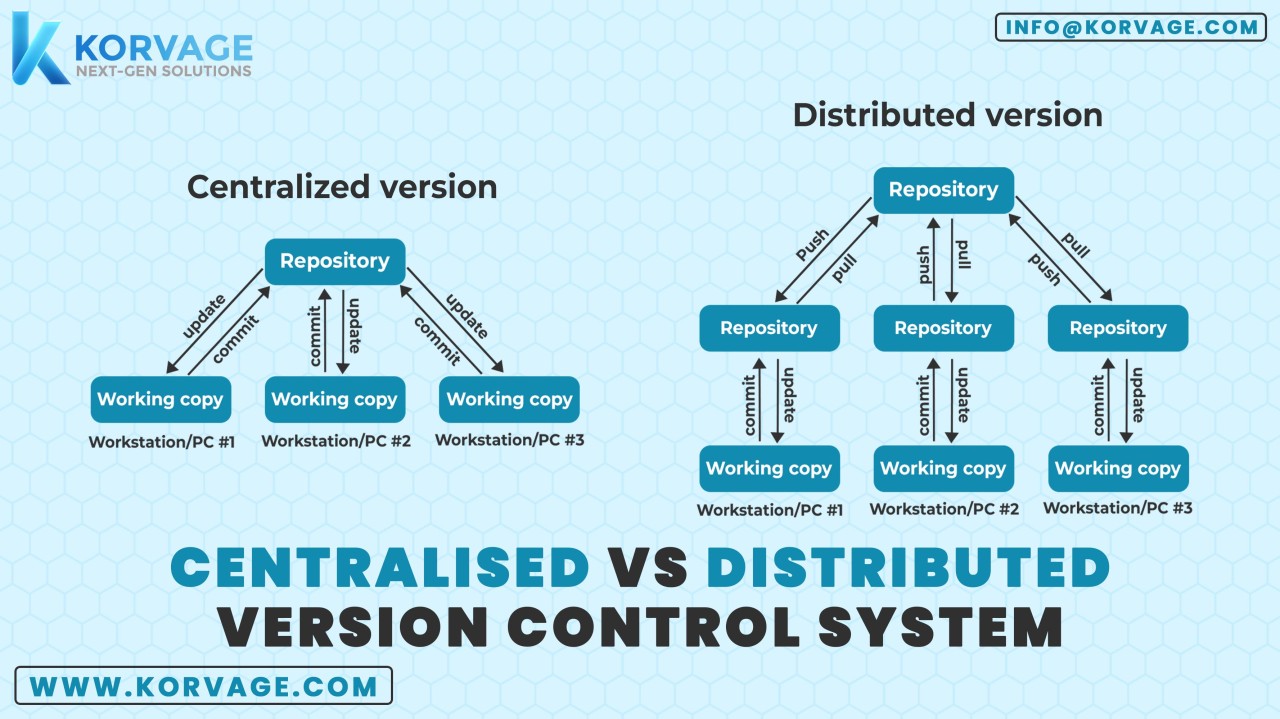 KORVAGE
NEXT-GEN SOLUTIONS
INFO@KORVAGE.COM
Centralized version
Repository
update
commit
commit
update
update
commit
Working copy
Working copy
Working copy
Workstation/PC #1
Workstation/PC #2
Workstation/PC #3
Distributed version
Repository
Push
pull
push
pull
pull
push
Repository
Repository
Repository
commit
update
commit
update
commit
update
Working copy
Working copy
Working copy
Workstation/PC #1
Workstation/PC #2
Workstation/PC #3
CENTRALISED VS DISTRIBUTED
VERSION CONTROL SYSTEM
WWW.KORVAGE.COM